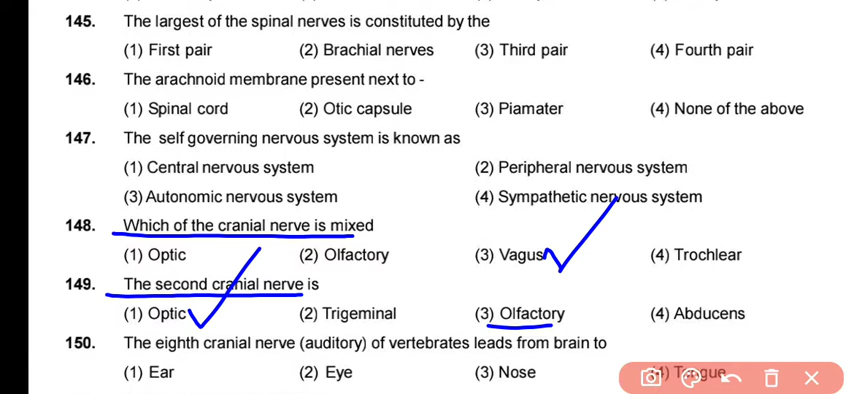 145. The largest of the spinal nerves is constituted by the
(1) First pair (2) Brachial nerves (3) Third pair (4) Fourth pair
146. The arachnoid membrane present next to -
(1) Spinal cord (2) Otic capsule (3) Piamater (4) None of the above
147. The self governing nervous system is known as
(1) Central nervous system (2) Peripheral nervous system
(3) Autonomic nervous system (4) Sympathetic nervous system
148. Which of the cranial nerve is mixed
(1) Optic (2) Olfactory (3) Vagus (4) Trochlear
149. The second cranial nerve is
(1) Optic (2) Trigeminal (3) Olfactory (4) Abducens
150. The eighth cranial nerve (auditory) of vertebrates leads from brain to
(1) Ear (2) Eye (3) Nose (4) Tongue